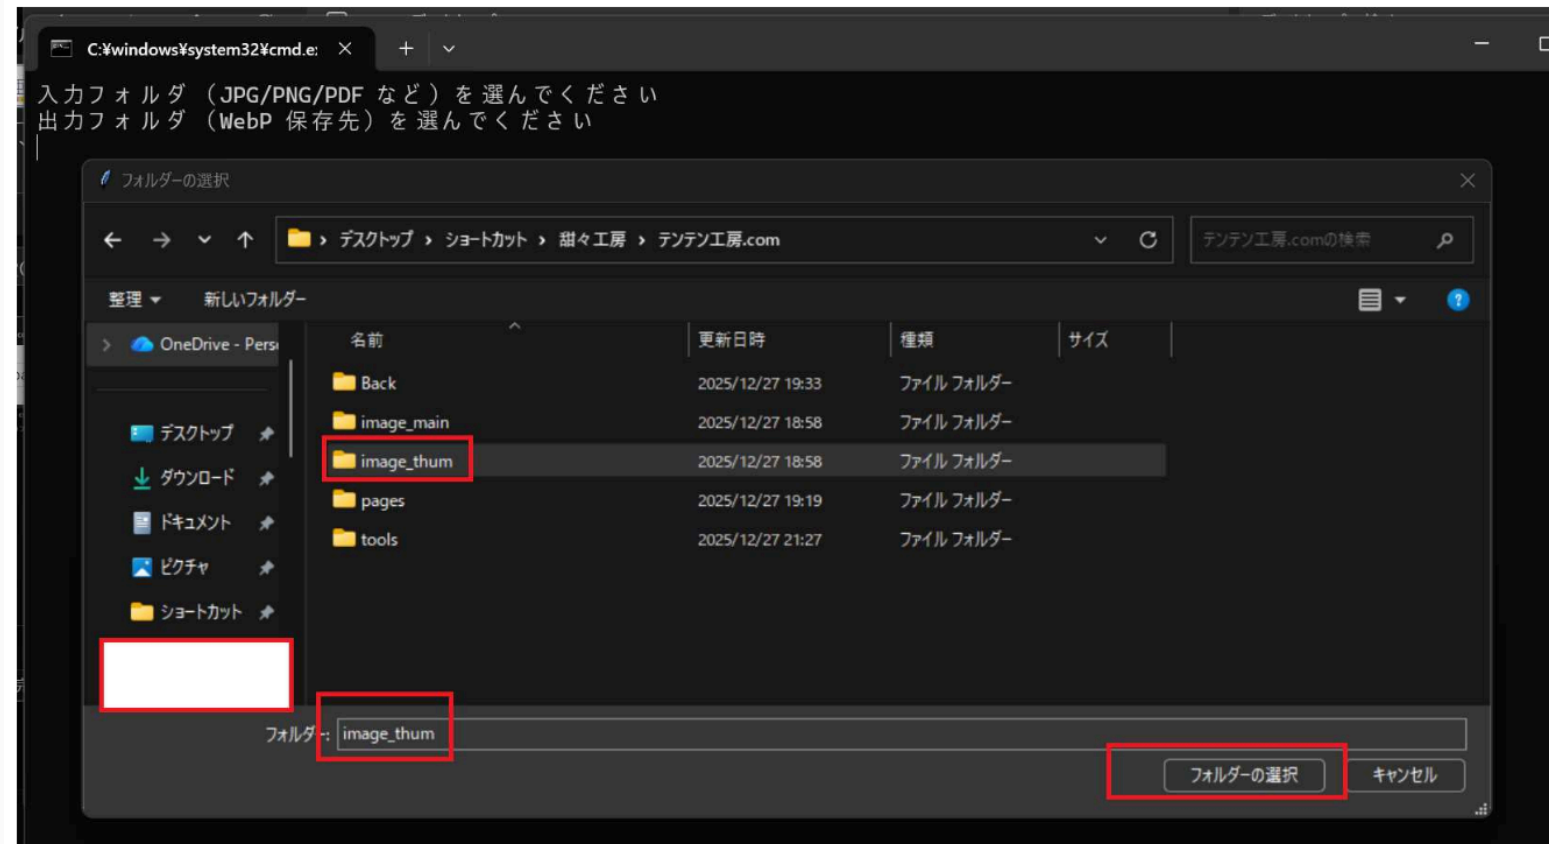 C:¥windows¥system32¥cmd.e:
入力フォルダ（JPG/PNG/PDF など）を選んでください
出力フォルダ（WebP 保存先）を選んでください
フォルダーの選択
デスクトップ › ショートカット › 甜々工房 › テンテン工房.com
テンテン工房.comの検索
整理 新しいフォルダー
OneDrive - Perso
名前 更新日時 種類 サイズ
Back 2025/12/27 19:33 ファイル フォルダー
image_main 2025/12/27 18:58 ファイル フォルダー
image_thum 2025/12/27 18:58 ファイル フォルダー
pages 2025/12/27 19:19 ファイル フォルダー
tools 2025/12/27 21:27 ファイル フォルダー
デスクトップ
ダウンロード
ドキュメント
ピクチャ
ショートカット
フォルダー: image_thum
フォルダーの選択 キャンセル